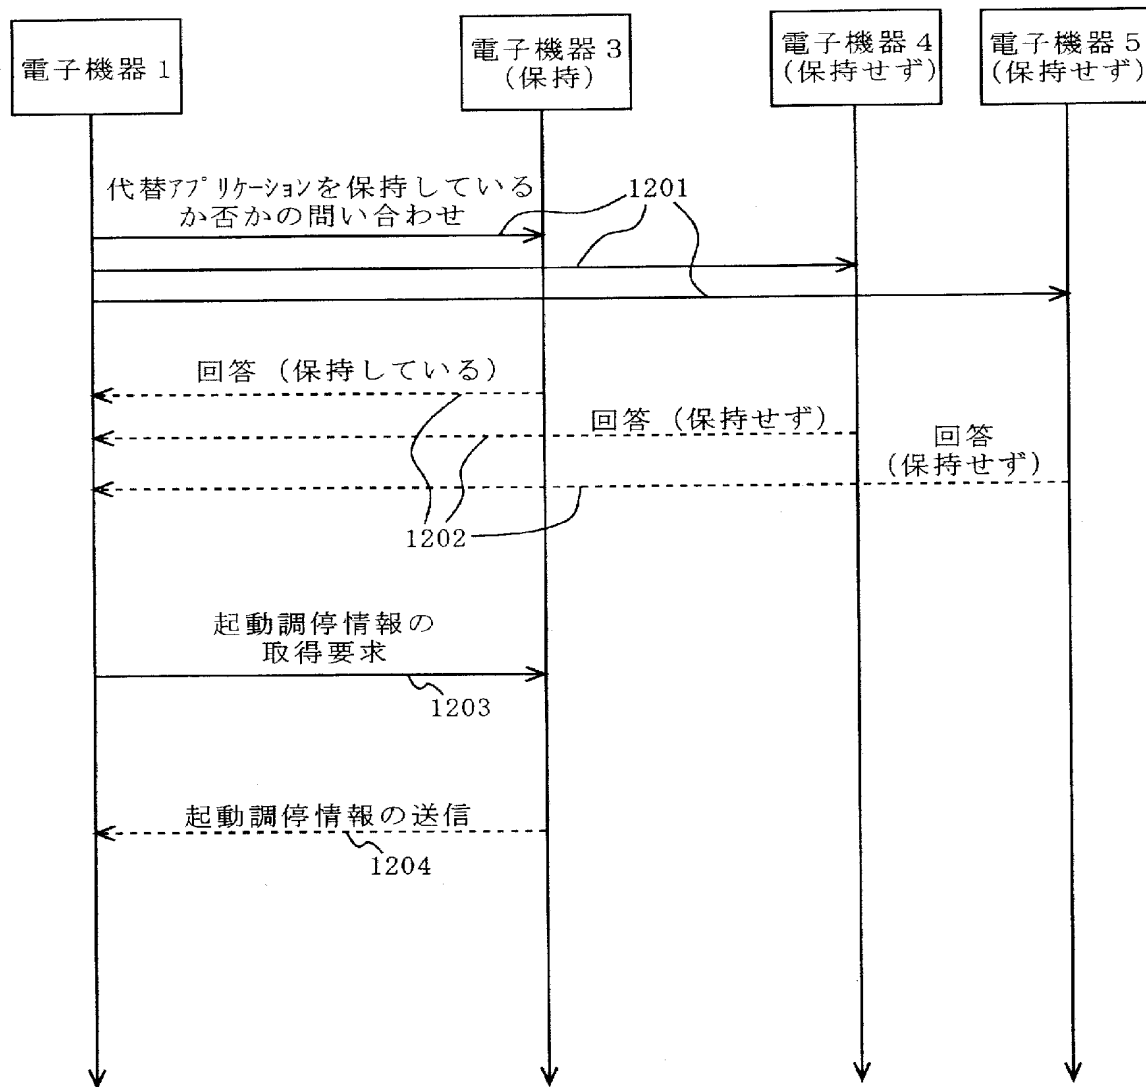 電子機器1
電子機器3
(保持)
電子機器4
(保持せず)
電子機器5
(保持せず)
代替アプリケーションを保持している
か否かの問い合わせ
1201
回答(保持している)
回答(保持せず)
回答
(保持せず)
1202
起動調停情報の
取得要求
1203
起動調停情報の送信
1204